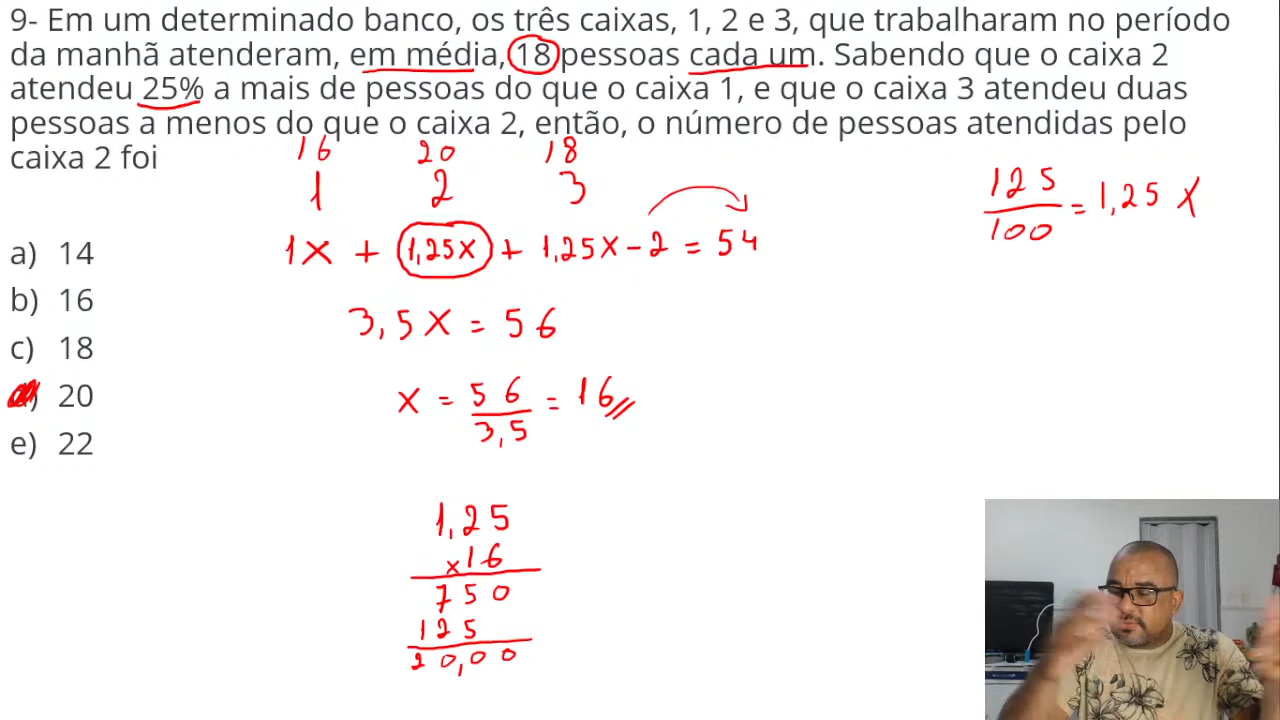 9- Em um determinado banco, os três caixas, 1, 2 e 3, que trabalharam no período
da manhã atenderam, em média, 18 pessoas cada um. Sabendo que o caixa 2
atendeu 25% a mais de pessoas do que o caixa 1, e que o caixa 3 atendeu duas
pessoas a menos do que o caixa 2, então, o número de pessoas atendidas pelo
caixa 2 foi
16 20 18
1 2 3
125
100
= 1,25 X
a) 14
1X + 1,25X + 1,25X - 2 = 54
b) 16
3,5X = 56
c) 18
) 20
X = 56
3,5
= 16
e) 22
1,25
x16
750
125
20,00